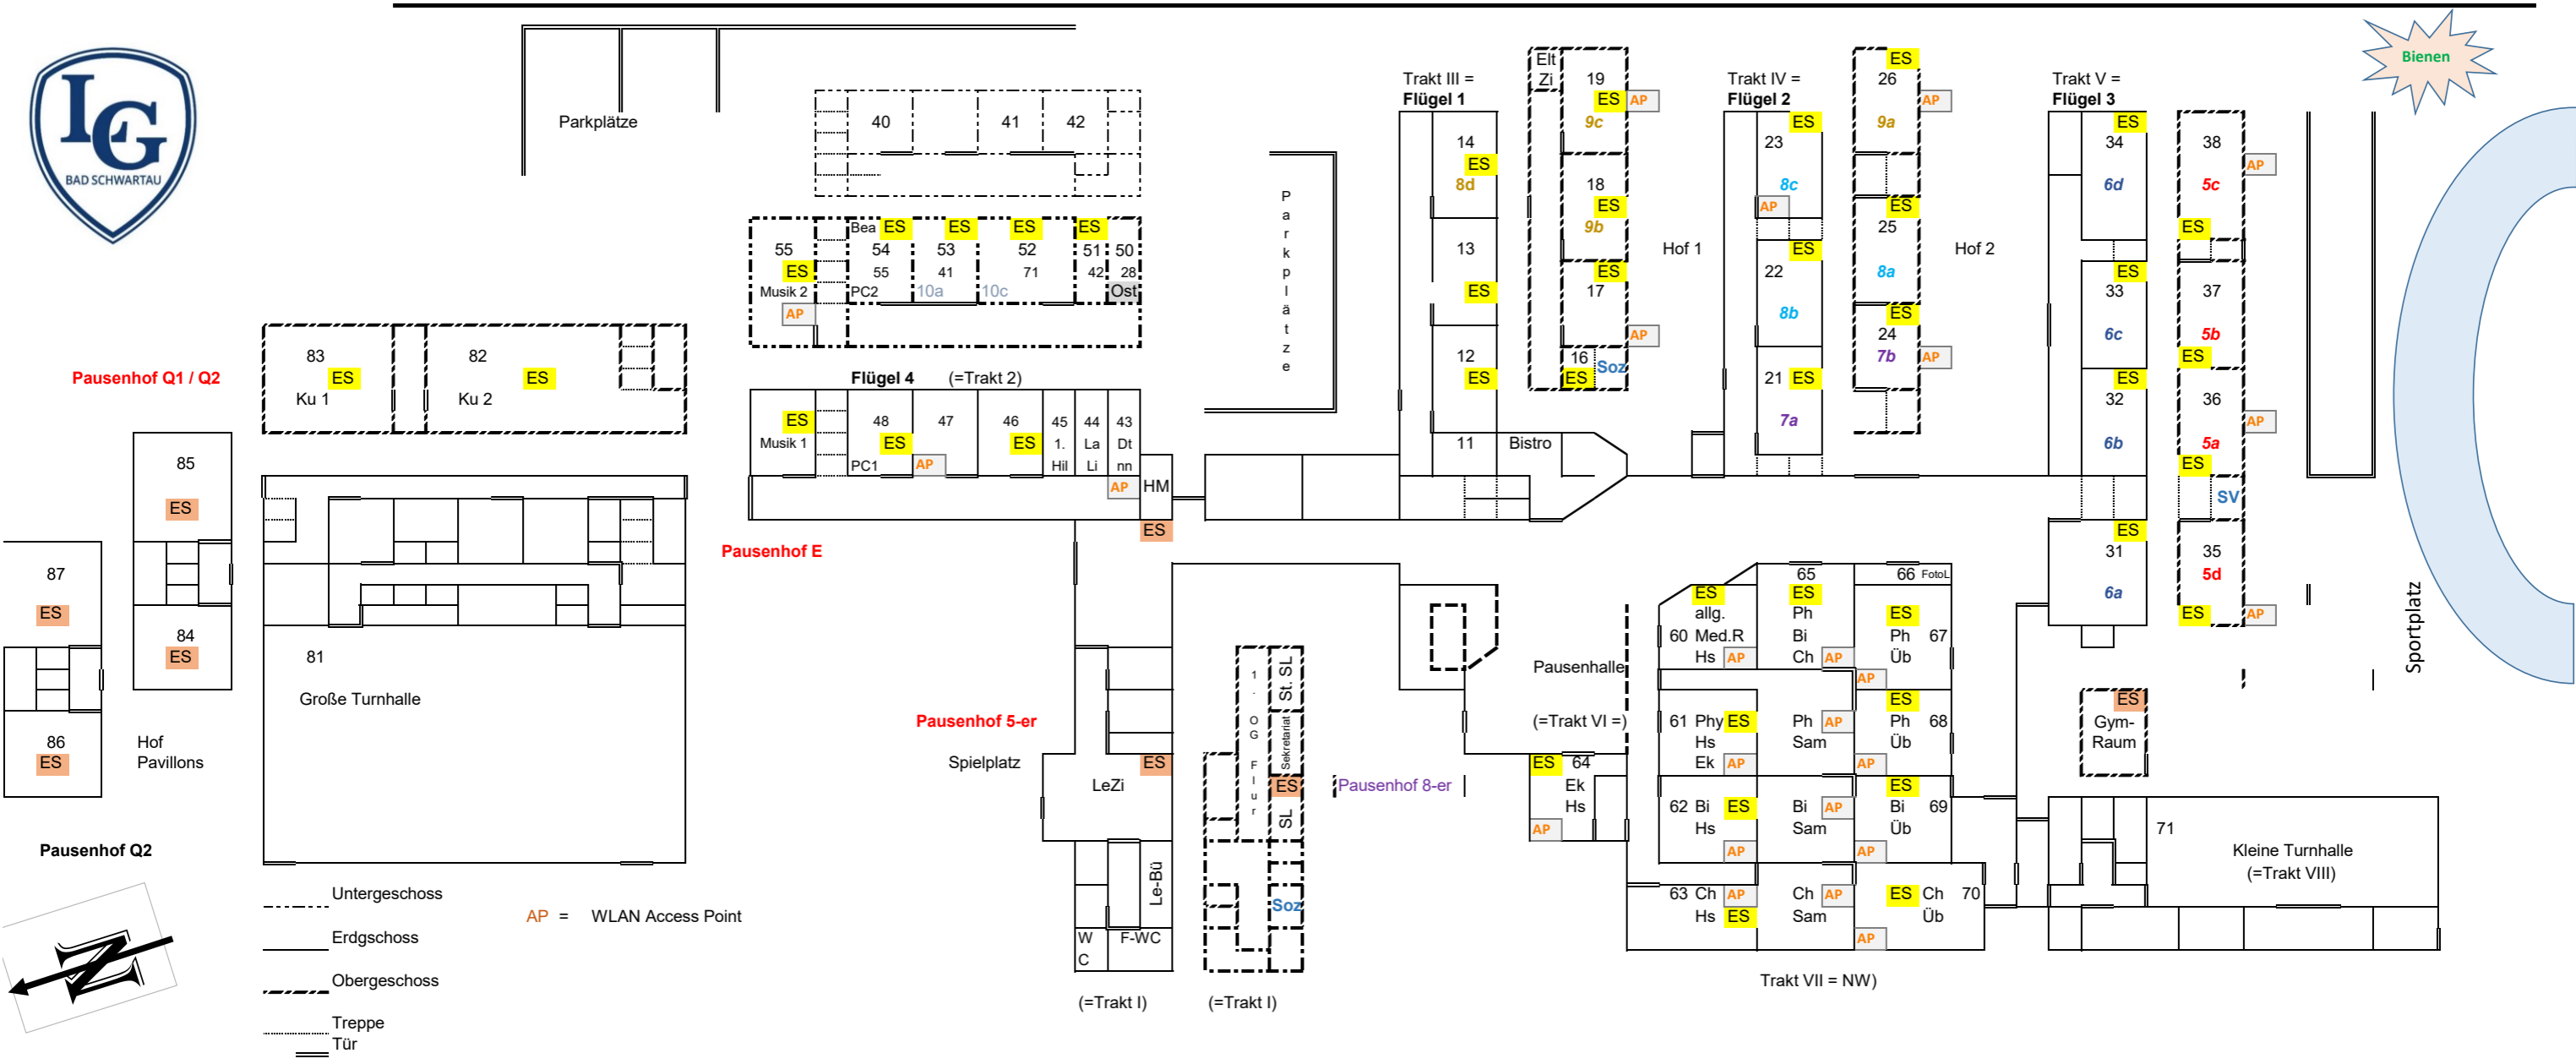 Bienen
LEG
BAD SCHWARTAU
Parkplätze
40 41 42
Parkplätze
Trakt III =
Flügel 1
14
ES
8d
13
ES
12
ES
11
Bistro
Elt
Zi
19
ES AP
9c
18
ES
9b
ES
17
AP
16
ES
Soz
Hof 1
Trakt IV =
Flügel 2
ES
23
8c
AP
ES
22
8b
21 ES
7a
ES
26
AP
9a
ES
25
8a
ES
24
7b AP
Hof 2
Trakt V =
Flügel 3
ES
34
6d
ES
33
6c
ES
32
6b
ES
31
6a
38
AP
5c
ES
37
5b
ES
36
AP
5a
ES
SV
35
5d
ES AP
Sportplatz
55
ES
Musik 2
AP
Bea ES
54
55
PC2
ES
53
41
10a
ES
52
71
10c
ES
51
42
50
28
Ost
Pausenhof Q1 / Q2
83
ES
Ku 1
82
ES
Ku 2
Flügel 4 (=Trakt 2)
ES
Musik 1
48
ES
PC1
47
AP
46
ES
45
1.
Hil
44
La
Li
43
Dt
nn
AP
HM
ES
85
ES
87
ES
84
ES
86
ES
Hof
Pavillons
Pausenhof E
81
Große Turnhalle
Pausenhof 5-er
Spielplatz
ES
LeZi
Le-Bü
W
C
F-WC
(=Trakt I)
1. OG Flur
St. SL
Sekretariat
ES
SL
Soz
(=Trakt I)
Pausenhof 8-er
Pausenhalle
(=Trakt VI =)
ES 64
Ek
Hs
AP
ES
allg.
60 Med.R
Hs AP
65
ES
Ph
Bi
Ch AP
66 FotoL
ES
Ph 67
Üb
AP
61 Phy ES
Hs
Ek AP
Ph AP
Sam
ES
Ph 68
Üb
AP
62 Bi ES
Hs
AP
Bi AP
Sam
ES
Bi 69
Üb
AP
63 Ch AP
Hs ES
Ch AP
Sam
ES Ch 70
Üb
AP
Trakt VII = NW)
ES
Gym-
Raum
71
Kleine Turnhalle
(=Trakt VIII)
Pausenhof Q2
N
Untergeschoss
Erdgschoss
Obergeschoss
Treppe
Tür
AP = WLAN Access Point